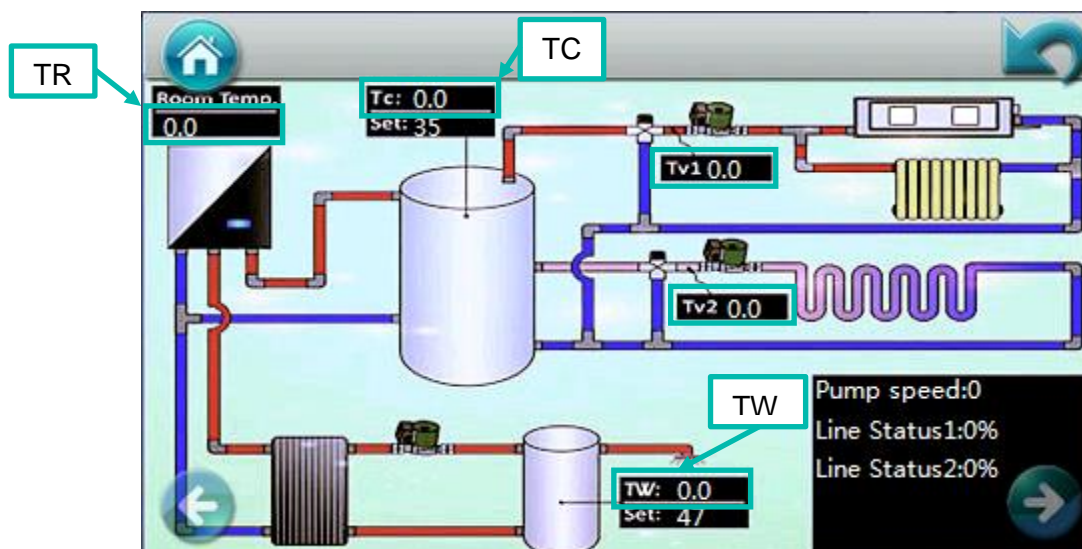 TC
TR
Room Temp.
0.0
Tc: 0.0
Set: 35
Tv1 0.0
Tv2 0.0
TW
Pump speed:0
Line Status1:0%
Line Status2:0%
TW: 0.0
Set: 47